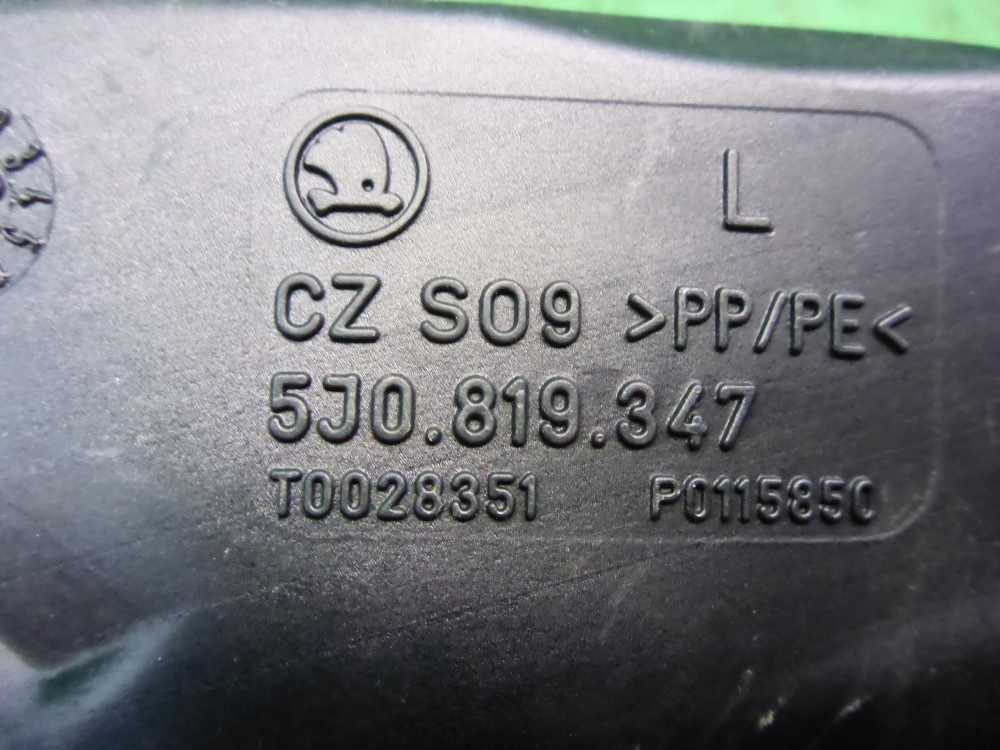 L
CZ S09 >PP/PE<
5J0.819.347
T0028351 P0115850